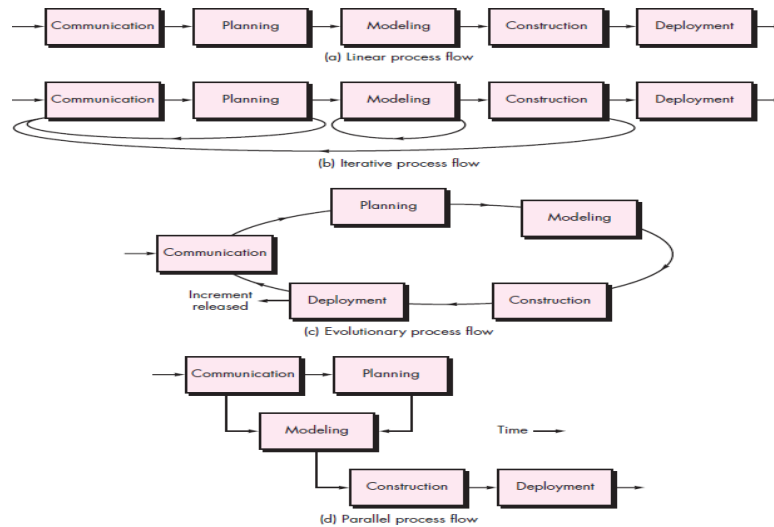 Communication Planning Modeling Construction Deployment
(a) Linear process flow
Communication Planning Modeling Construction Deployment
(b) Iterative process flow
Planning
Modeling
Communication
Increment
released
Deployment
Construction
(c) Evolutionary process flow
Communication Planning
Modeling
Time
Construction Deployment
(d) Parallel process flow